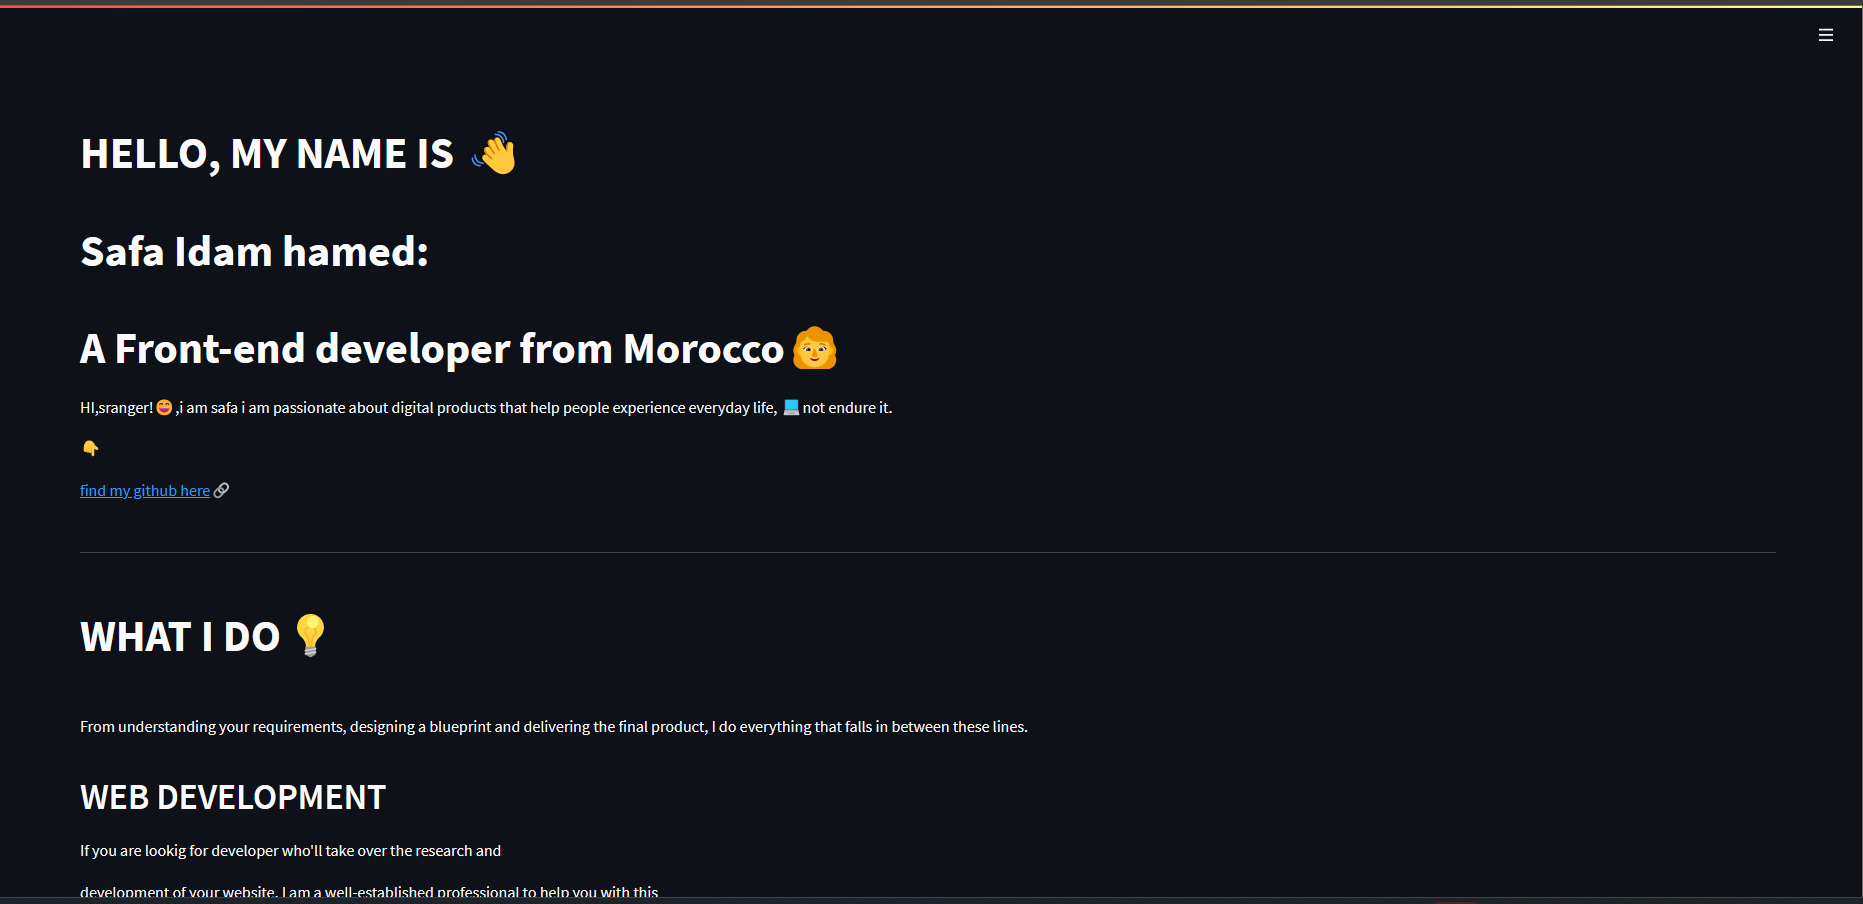 HELLO, MY NAME IS 👋
Safa Idam hamed:
A Front-end developer from Morocco 👩
HI,sranger!😄,i am safa i am passionate about digital products that help people experience everyday life, 💻not endure it.
👇
find my github here🔗
WHAT I DO 💡
From understanding your requirements, designing a blueprint and delivering the final product, I do everything that falls in between these lines.
WEB DEVELOPMENT
If you are lookig for developer who'll take over the research and
development of your website, I am a well-established professional to help you with this